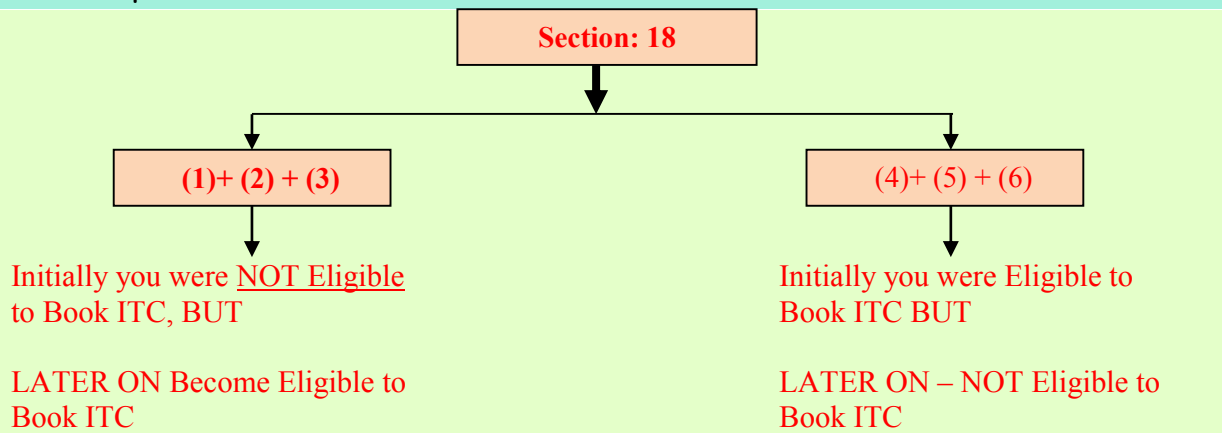 Section: 18
(1)+ (2) + (3)
(4)+ (5) + (6)
Initially you were NOT Eligible
to Book ITC, BUT
LATER ON Become Eligible to
Book ITC
Initially you were Eligible to
Book ITC BUT
LATER ON – NOT Eligible to
Book ITC